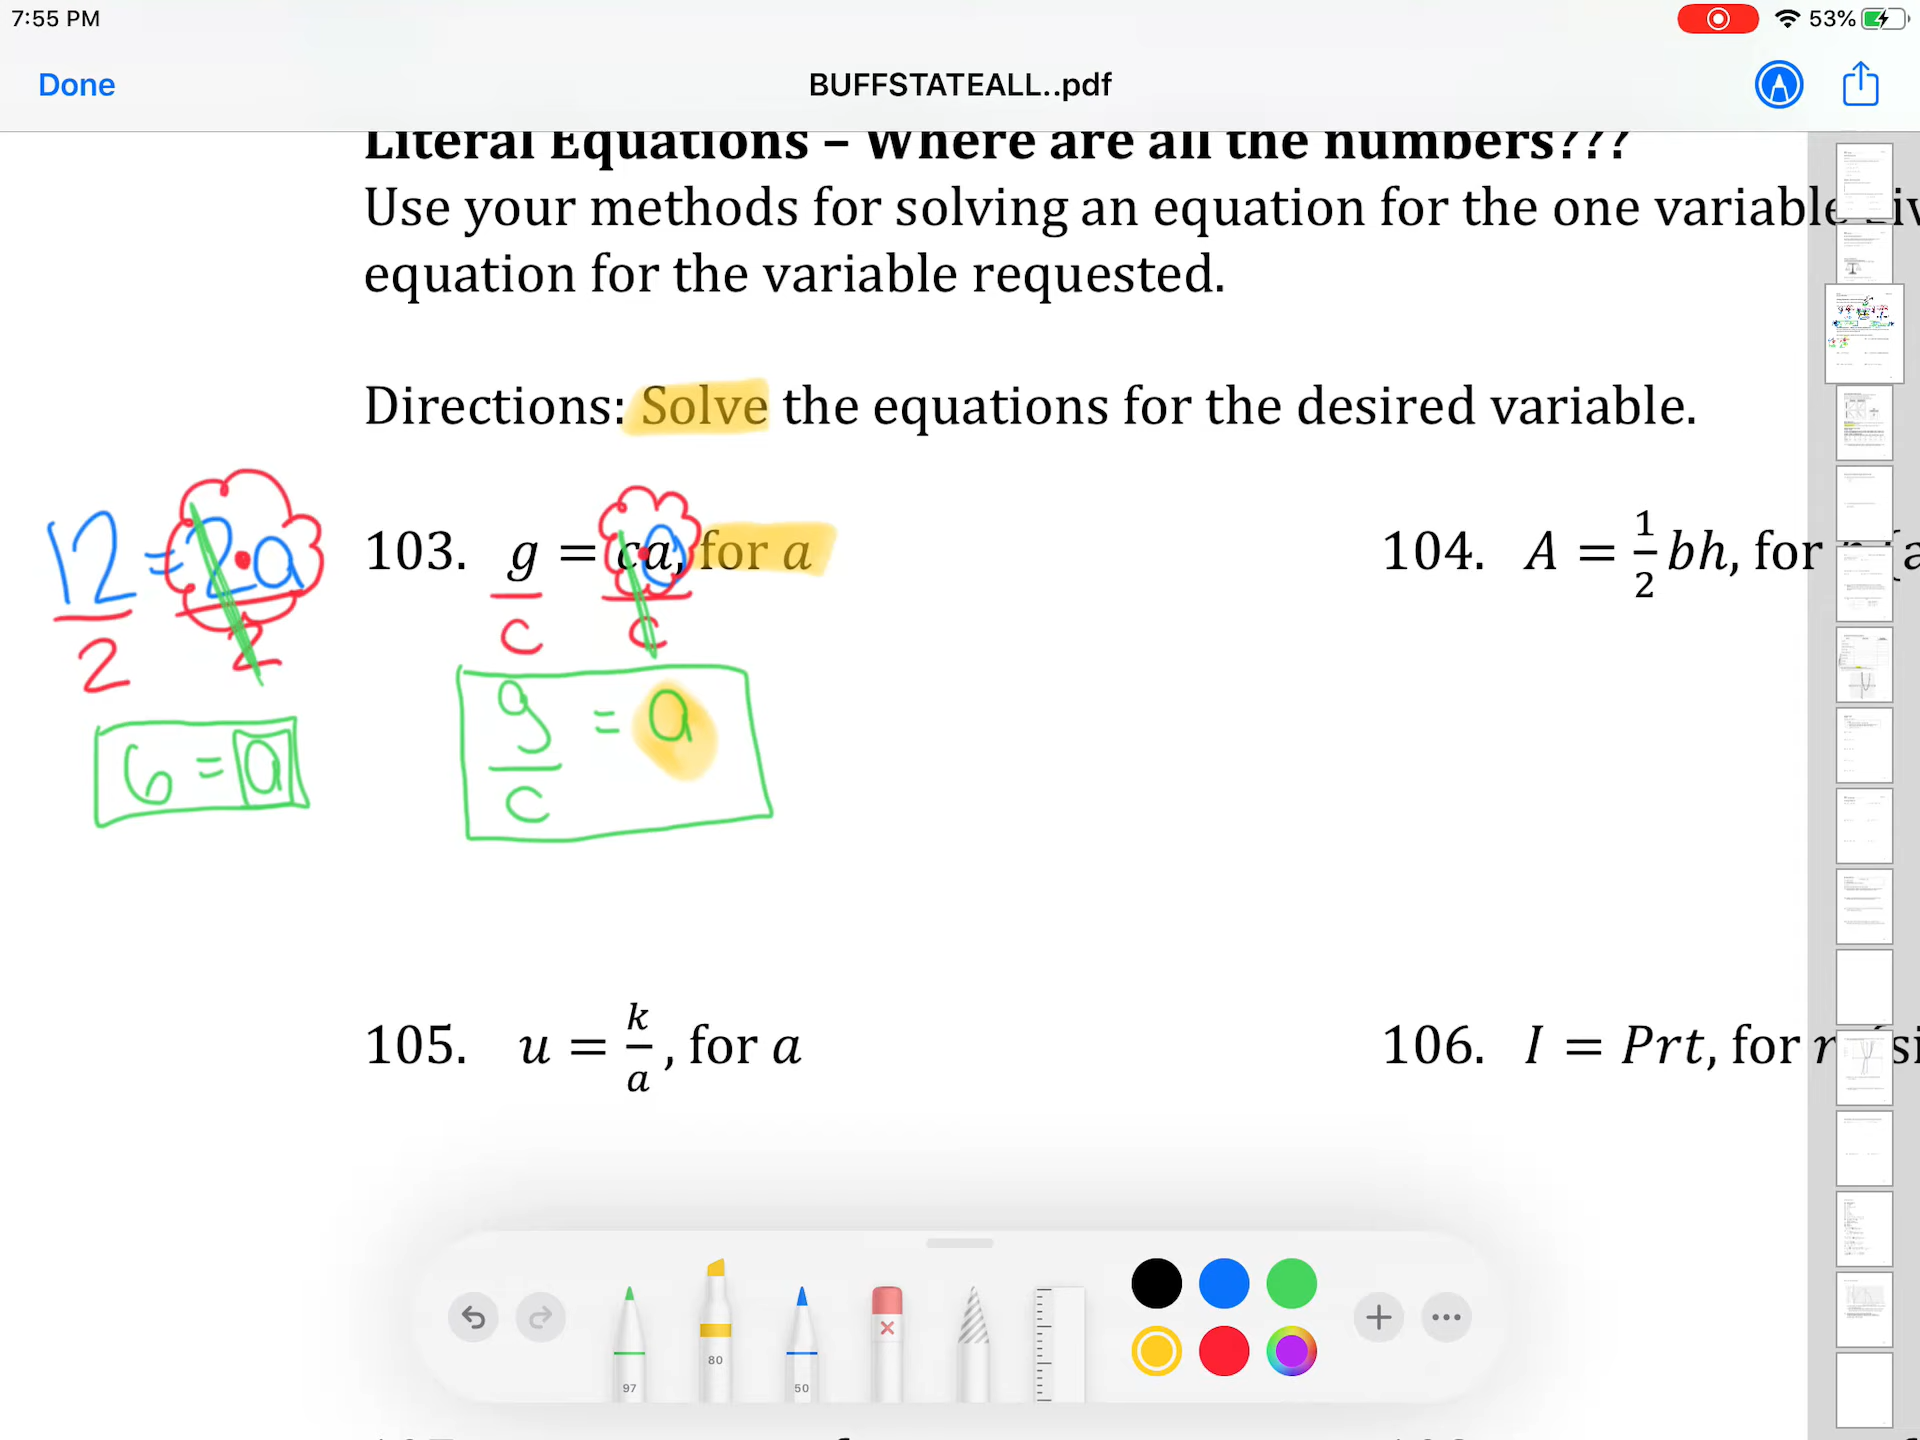 7:55 PM
53%
Done
BUFFSTATEALL..pdf
Literal Equations – Where are all the numbers???
Use your methods for solving an equation for the one variable
equation for the variable requested.
Directions: Solve the equations for the desired variable.
12 = 2·a
2 2
6 = a
103. g = ca, for a
c c
g/c = a
104. A = 1/2 bh, for
105. u = k/a, for a
106. I = Prt, for r
97
80
50